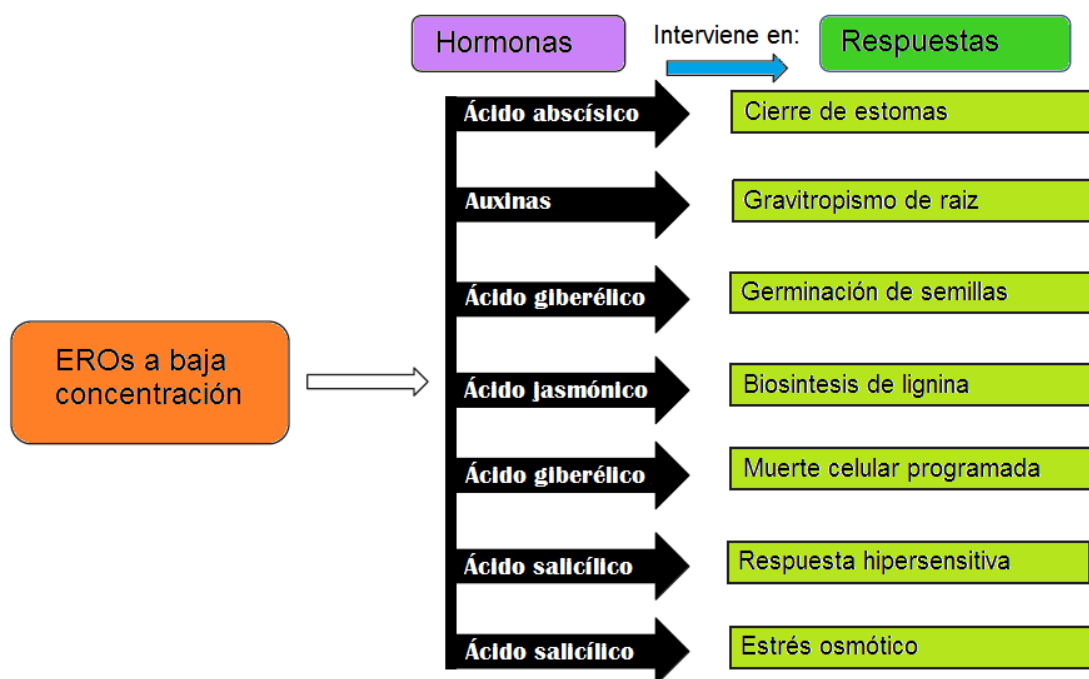 Hormonas
Interviene en:
Respuestas
Ácido abscísico
Cierre de estomas
Auxinas
Gravitropismo de raiz
Ácido giberélico
Germinación de semillas
EROs a baja
concentración
Ácido jasmónico
Biosintesis de lignina
Ácido giberélico
Muerte celular programada
Ácido salicílico
Respuesta hipersensitiva
Ácido salicílico
Estrés osmótico